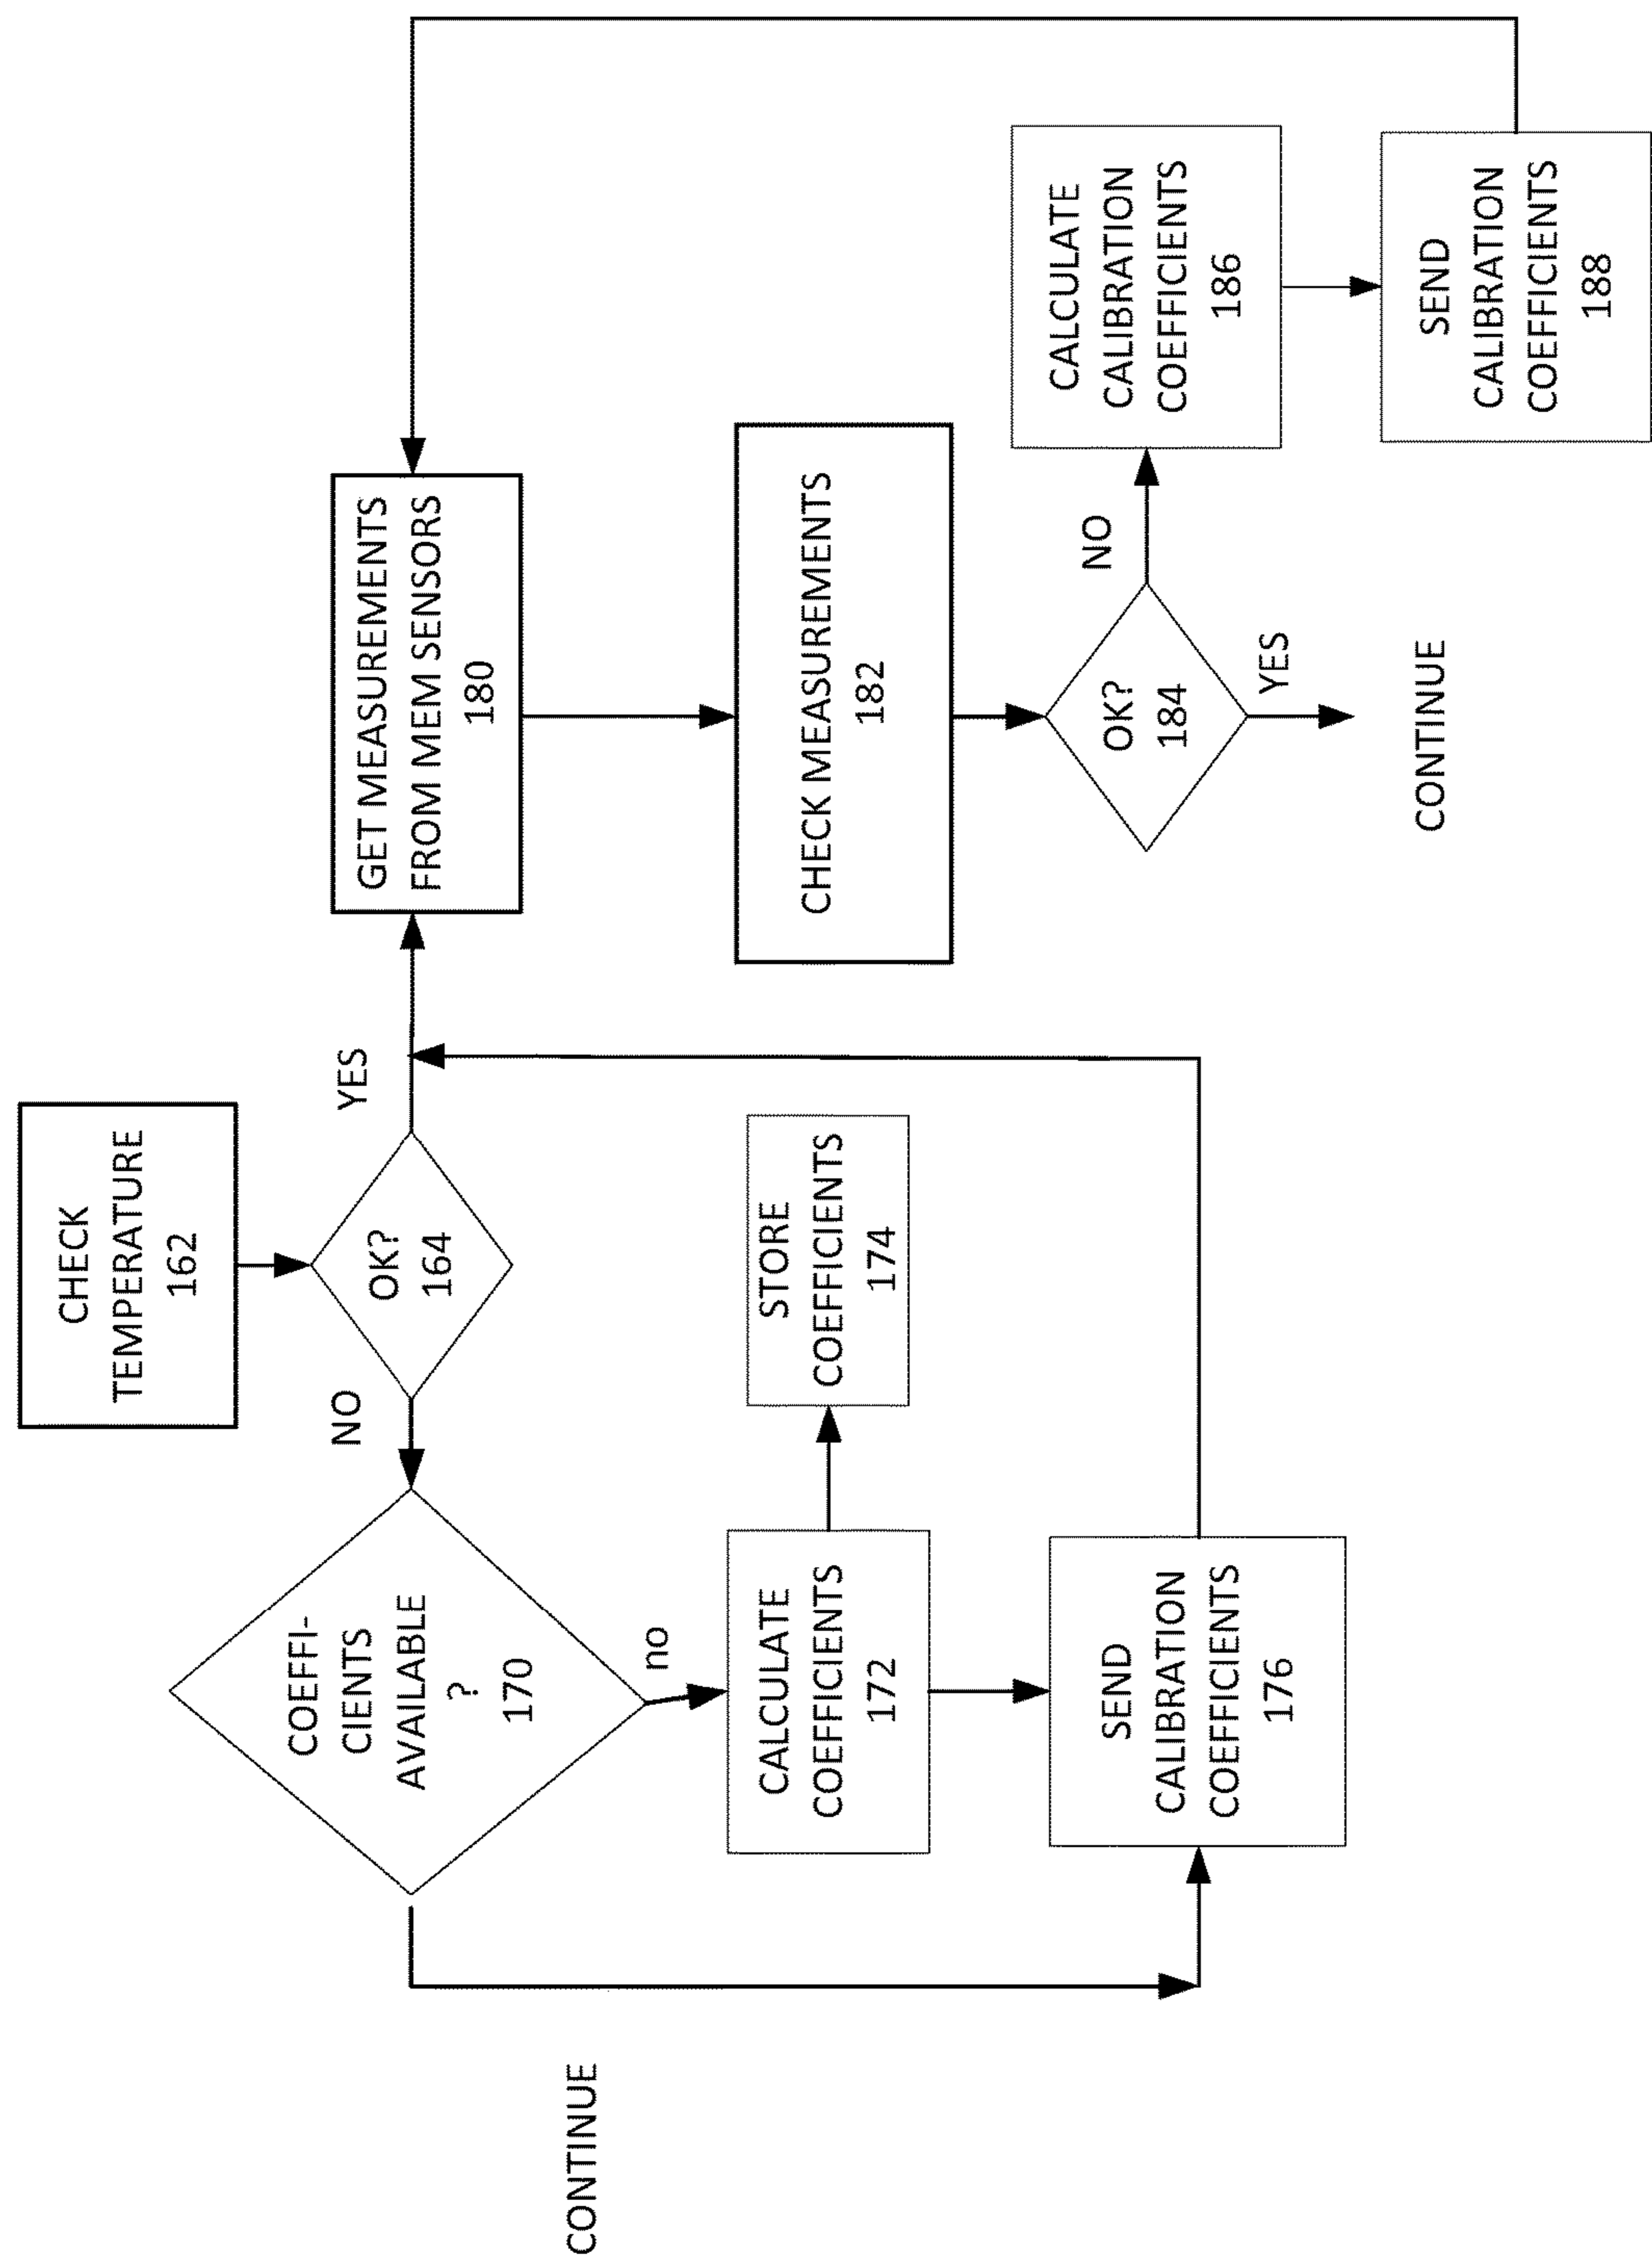 CHECK
TEMPERATURE
162
OK?
164
NO
YES
COEFFI-
CIENTS
AVAILABLE
?
170
no
CALCULATE
COEFFICIENTS
172
STORE
COEFFICIENTS
174
SEND
CALIBRATION
COEFFICIENTS
176
CONTINUE
GET MEASUREMENTS
FROM MEM SENSORS
180
CHECK MEASUREMENTS
182
OK?
184
NO
YES
CONTINUE
CALCULATE
CALIBRATION
COEFFICIENTS
186
SEND
CALIBRATION
COEFFICIENTS
188